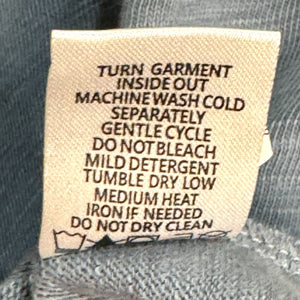 TURN GARMENT
INSIDE OUT
MACHINE WASH COLD
SEPARATELY
GENTLE CYCLE
DO NOT BLEACH
MILD DETERGENT
TUMBLE DRY LOW
MEDIUM HEAT
IRON IF NEEDED
DO NOT DRY CLEAN